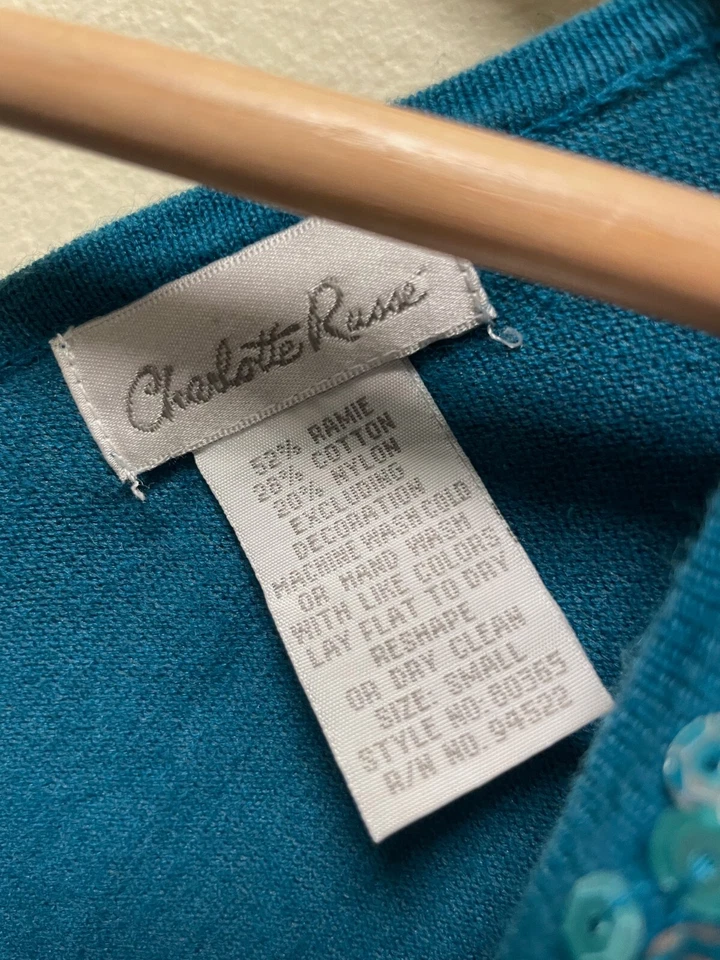 Charlotte Russe
52% RAMIE
28% COTTON
20% NYLON
EXCLUDING
DECORATION
MACHINE WASH COLD
OR HAND WASH
WITH LIKE COLORS
LAY FLAT TO DRY
RESHAPE
OR DRY CLEAN
SIZE: SMALL
STYLE NO. 00365
R/N NO. 94522